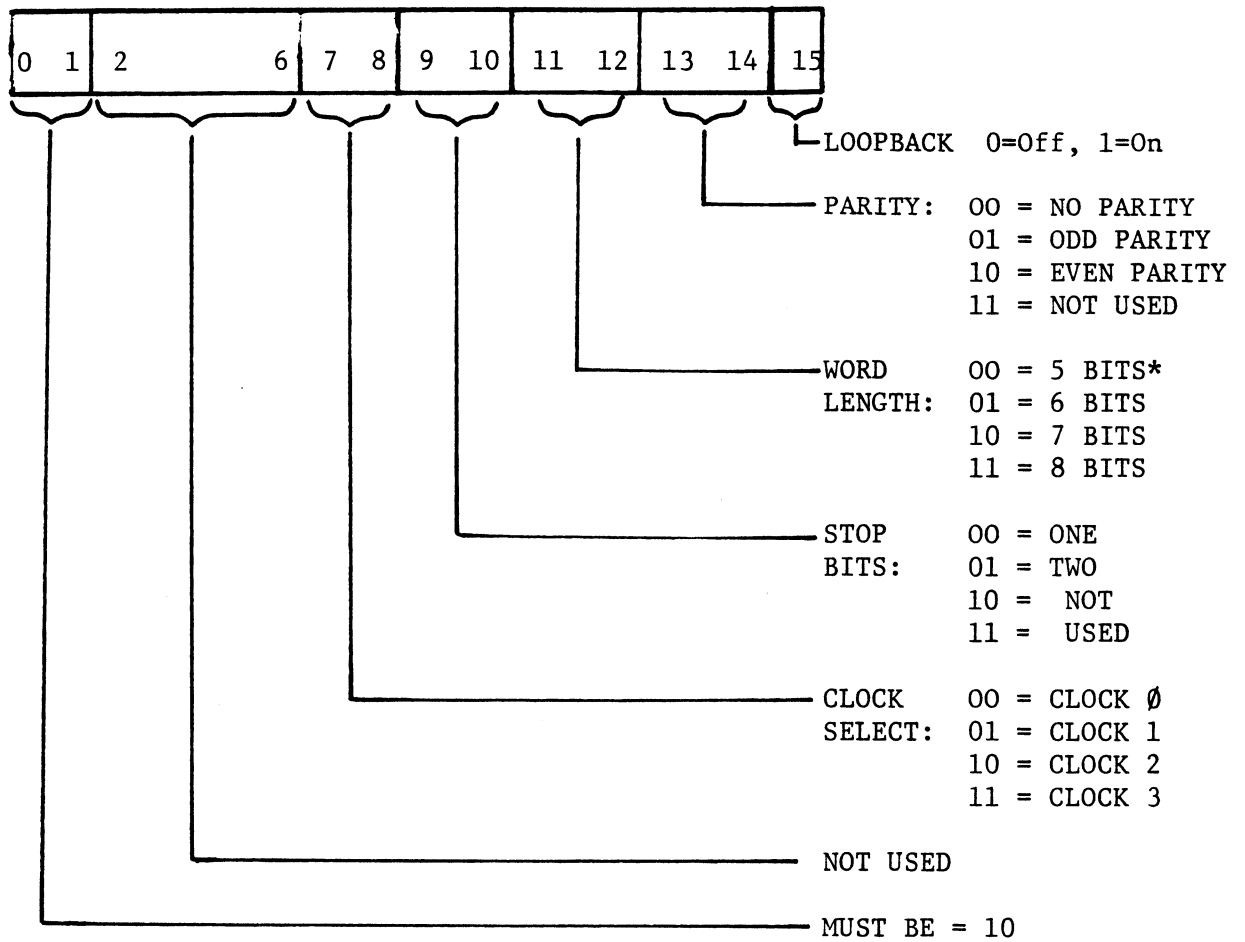 0 1 2 6 7 8 9 10 11 12 13 14 15
LOOPBACK 0=Off, 1=On
PARITY: 00 = NO PARITY
01 = ODD PARITY
10 = EVEN PARITY
11 = NOT USED
WORD 00 = 5 BITS*
LENGTH: 01 = 6 BITS
10 = 7 BITS
11 = 8 BITS
STOP 00 = ONE
BITS: 01 = TWO
10 = NOT
11 = USED
CLOCK 00 = CLOCK Ø
SELECT: 01 = CLOCK 1
10 = CLOCK 2
11 = CLOCK 3
NOT USED
MUST BE = 10